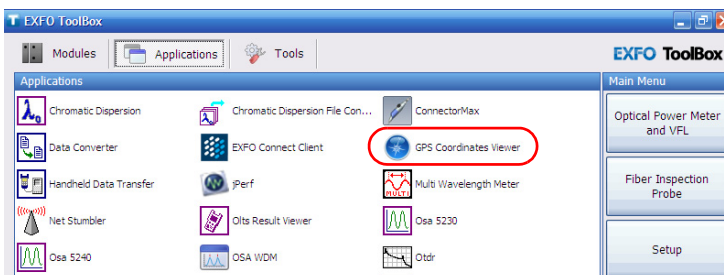 EXFO ToolBox
Modules Applications Tools EXFO ToolBox
Applications Main Menu
Chromatic Dispersion Chromatic Dispersion File Con... ConnectorMax
Optical Power Meter
and VFL
Data Converter EXFO Connect Client GPS Coordinates Viewer
Handheld Data Transfer jPerf MULTI Multi Wavelength Meter
Fiber Inspection
Probe
Net Stumbler Olts Result Viewer Osa 5230
Osa 5240 OSA WDM Otdr
Setup